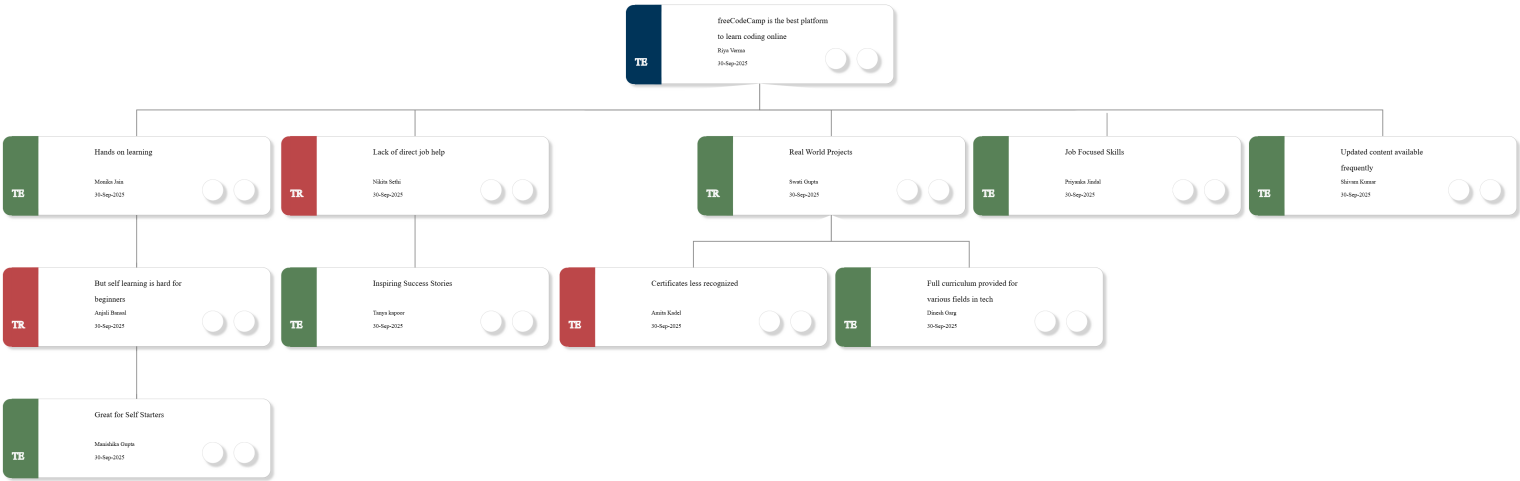 freeCodeCamp is the best platform
to learn coding online
Riya Verma
30-Sep-2025
TE
Hands on learning
Monika Jain
30-Sep-2025
TE
Lack of direct job help
Nikita Sethi
30-Sep-2025
TR
Real World Projects
Swati Gupta
30-Sep-2025
TR
Job Focused Skills
Priyanka Jindal
30-Sep-2025
TE
Updated content available
frequently
Shivam Kumar
30-Sep-2025
TE
But self learning is hard for
beginners
Anjali Bansal
30-Sep-2025
TR
Inspiring Success Stories
Tanya kapoor
30-Sep-2025
TE
Certificates less recognized
Amita Kadel
30-Sep-2025
TE
Full curriculum provided for
various fields in tech
Dinesh Garg
30-Sep-2025
TE
Great for Self Starters
Manishika Gupta
30-Sep-2025
TE